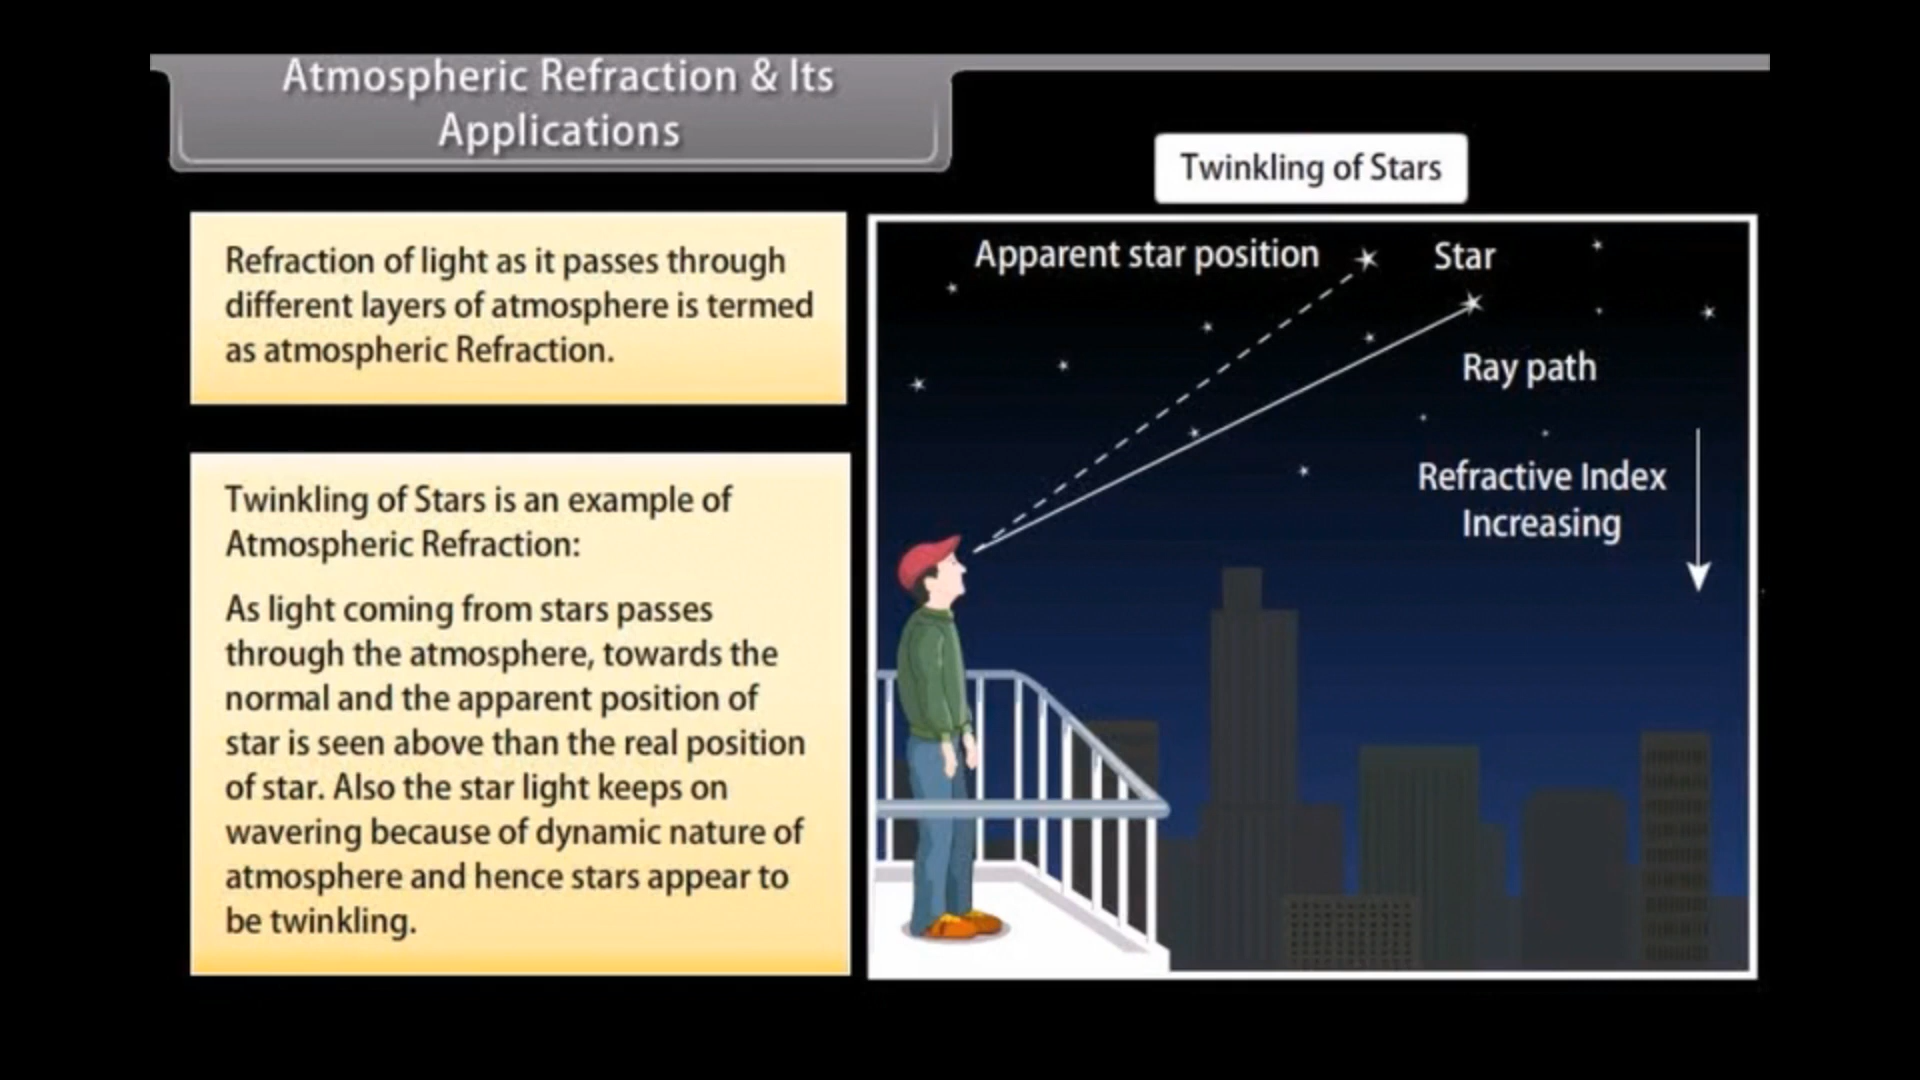 Atmospheric Refraction & Its
Applications
Twinkling of Stars
Refraction of light as it passes through
different layers of atmosphere is termed
as atmospheric Refraction.
Twinkling of Stars is an example of
Atmospheric Refraction:
As light coming from stars passes
through the atmosphere, towards the
normal and the apparent position of
star is seen above than the real position
of star. Also the star light keeps on
wavering because of dynamic nature of
atmosphere and hence stars appear to
be twinkling.
Apparent star position
Star
Ray path
Refractive Index
Increasing